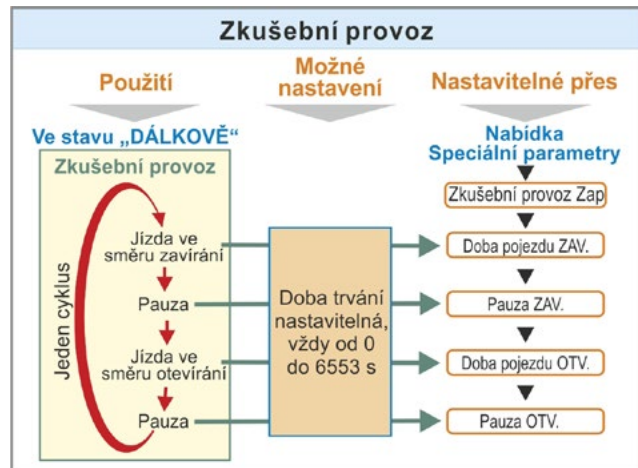 Zkušební provoz
Použití
Možné
nastavení
Nastavitelné přes
Ve stavu „DÁLKOVĚ“
Zkušební provoz
Jeden cyklus
Jízda ve
směru zavírání
Pauza
Jízda ve
směru otevírání
Pauza
Doba trvání
nastavitelná,
vždy od 0
do 6553 s
Nabídka
Speciální parametry
Zkušební provoz Zap
Doba pojezdu ZAV.
Pauza ZAV.
Doba pojezdu OTV.
Pauza OTV.